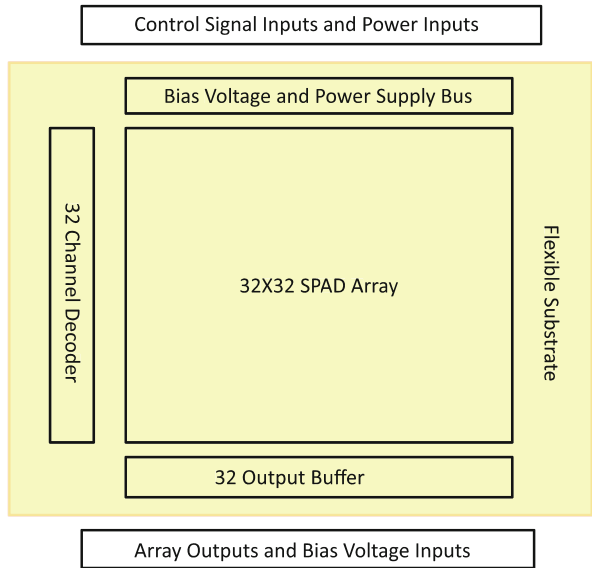 Control Signal Inputs and Power Inputs
Bias Voltage and Power Supply Bus
32 Channel Decoder
32X32 SPAD Array
Flexible Substrate
32 Output Buffer
Array Outputs and Bias Voltage Inputs